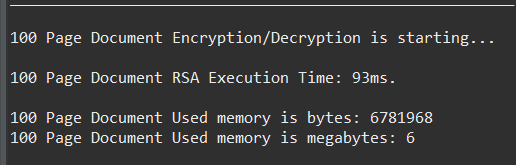 100 Page Document Encryption/Decryption is starting...
100 Page Document RSA Execution Time: 93ms.
100 Page Document Used memory is bytes: 6781968
100 Page Document Used memory is megabytes: 6